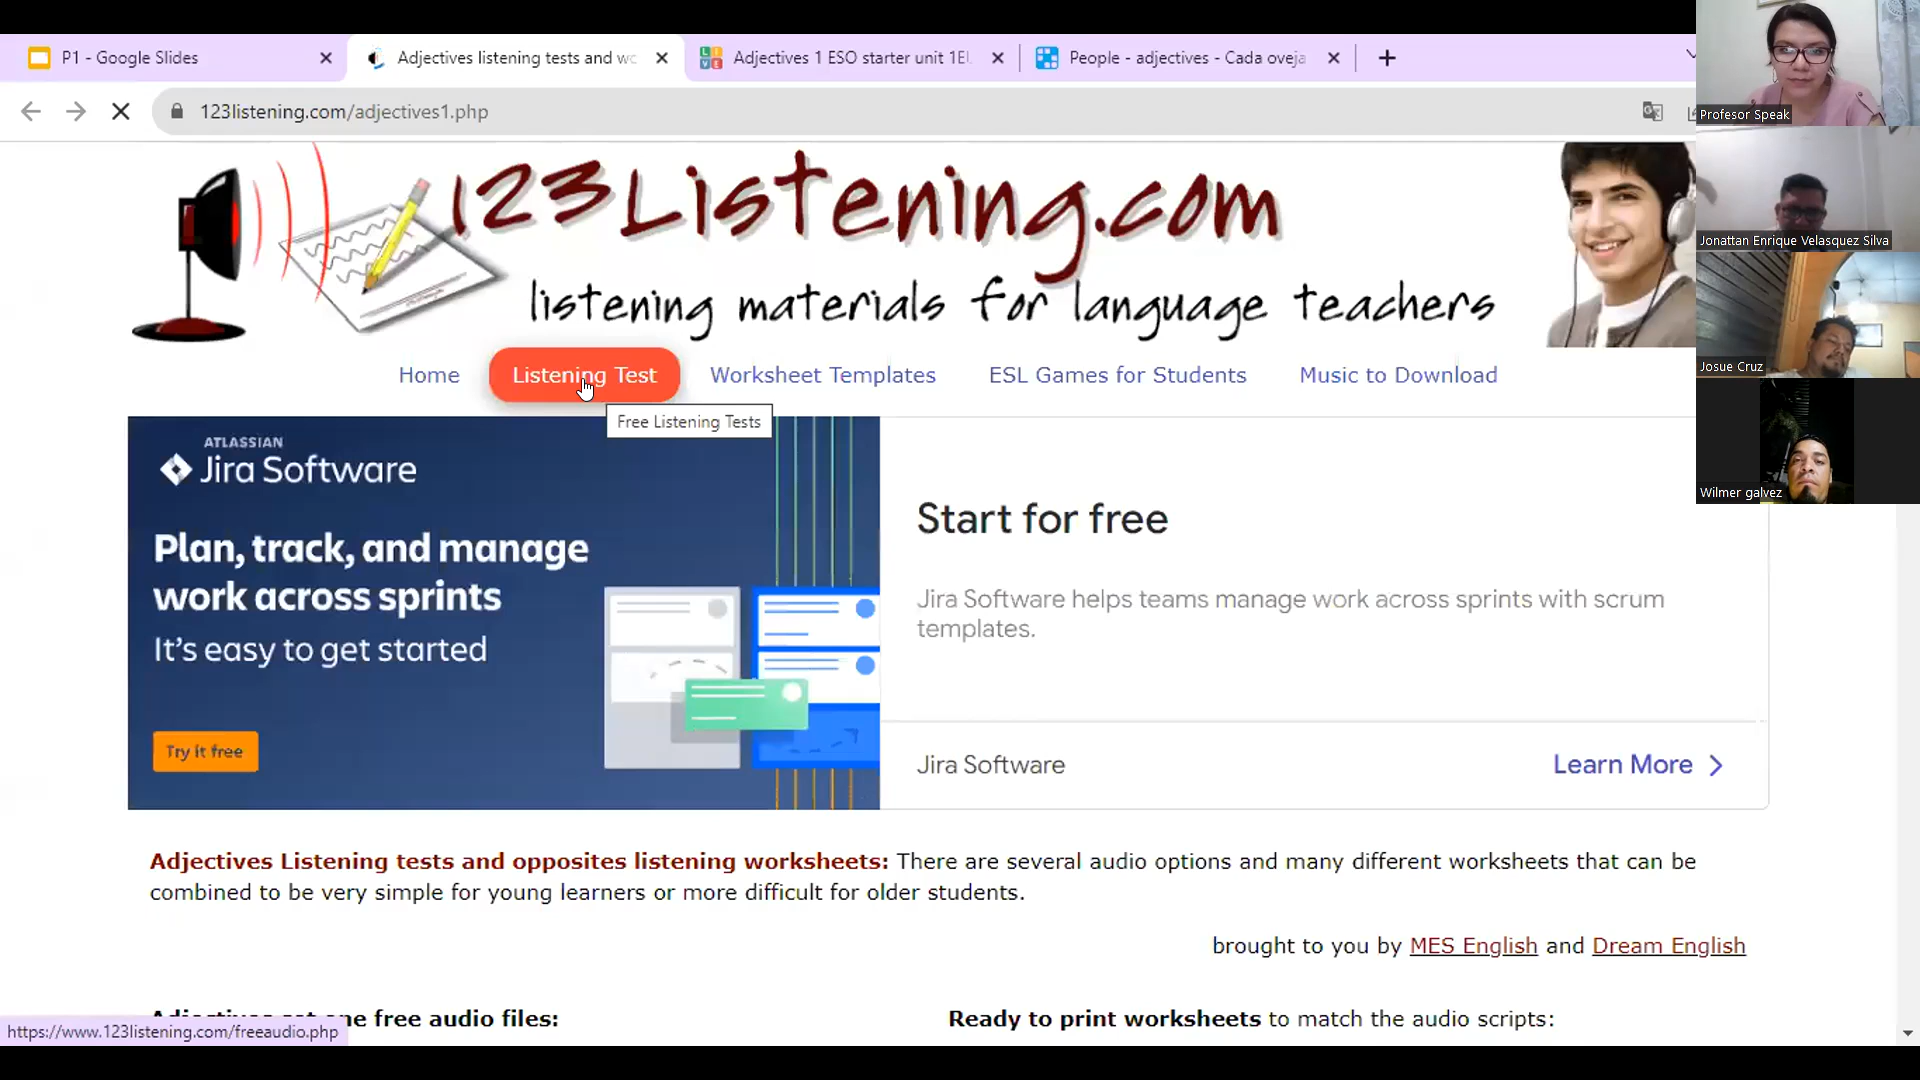 P1 - Google Slides
Adjectives listening tests and wo
Adjectives 1 ESO starter unit 1EU
People - adjectives - Cada oveja
123listening.com/adjectives1.php
123Listening.com
listening materials for language teachers
Home
Listening Test
Worksheet Templates
ESL Games for Students
Music to Download
Free Listening Tests
ATLASSIAN
Jira Software
Plan, track, and manage
work across sprints
It's easy to get started
Try it free
Start for free
Jira Software helps teams manage work across sprints with scrum
templates.
Jira Software
Learn More
Adjectives Listening tests and opposites listening worksheets: There are several audio options and many different worksheets that can be
combined to be very simple for young learners or more difficult for older students.
brought to you by MES English and Dream English
Adjectives set one free audio files:
Ready to print worksheets to match the audio scripts:
https://www.123listening.com/freeaudio.php
Profesor Speak
Jonattan Enrique Velasquez Silva
Josue Cruz
Wilmer galvez